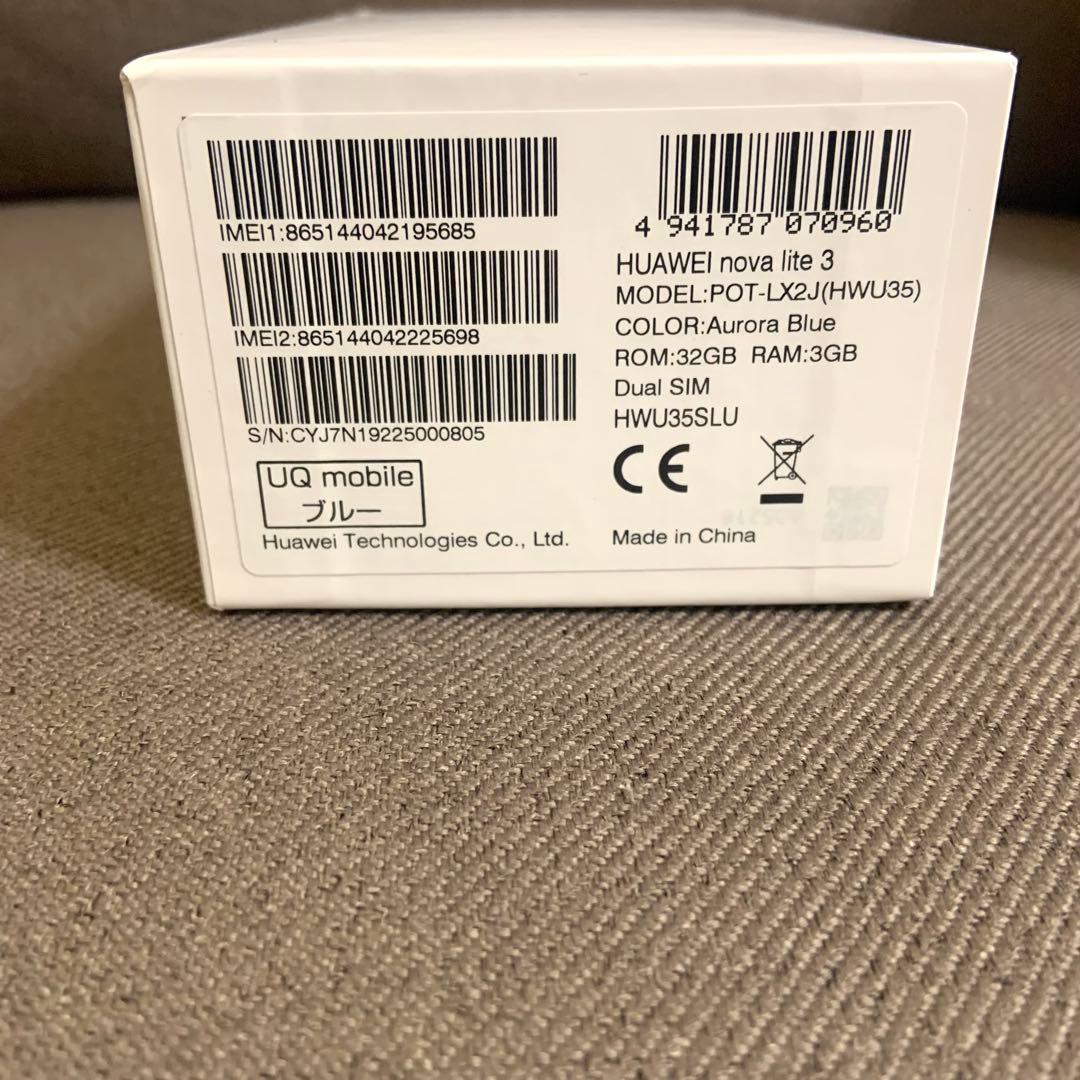 IMEI1:865144042195685
IMEI2:865144042225698
S/N:CYJ7N19225000805
UQ mobile
ブルー
Huawei Technologies Co., Ltd.
4 941787 070960
HUAWEI nova lite 3
MODEL:POT-LX2J(HWU35)
COLOR:Aurora Blue
ROM:32GB RAM:3GB
Dual SIM
HWU35SLU
CE
Made in China